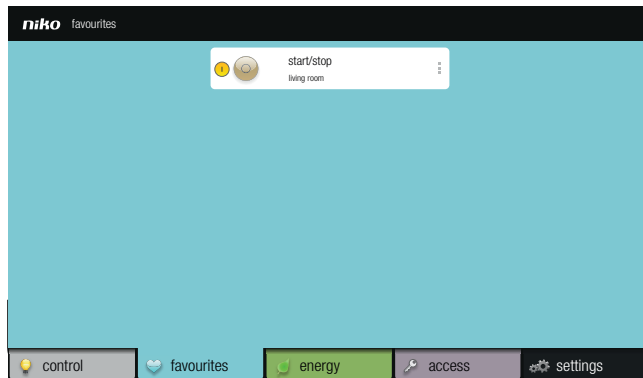 niko favourites
start/stop
living room
control favourites energy access settings